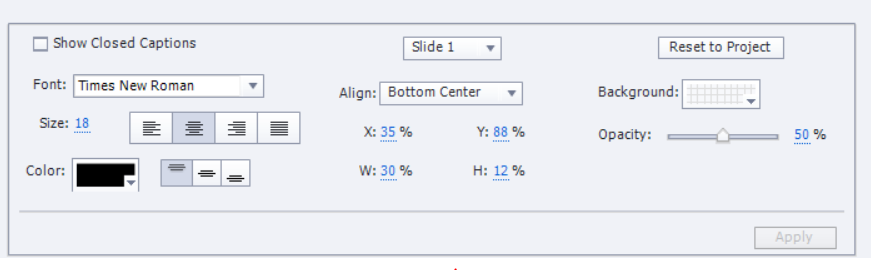 Show Closed Captions
Slide 1
Reset to Project
Font: Times New Roman
Align: Bottom Center
Background:
Size: 18
X: 35 %
Y: 88 %
Opacity: 50 %
Color:
W: 30 %
H: 12 %
Apply